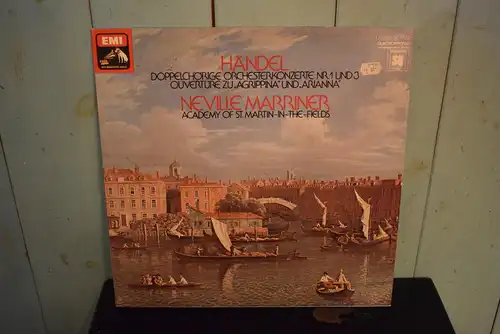 EMI
HÄNDEL
DOPPELCHÖRIGE ORCHESTERKONZERTE NR. 1 UND 3
OUVERTÜRE ZU „AGRIPPINA” UND „ARIANNA”
NEVILLE MARRINER
ACADEMY OF ST. MARTIN-IN-THE-FIELDS